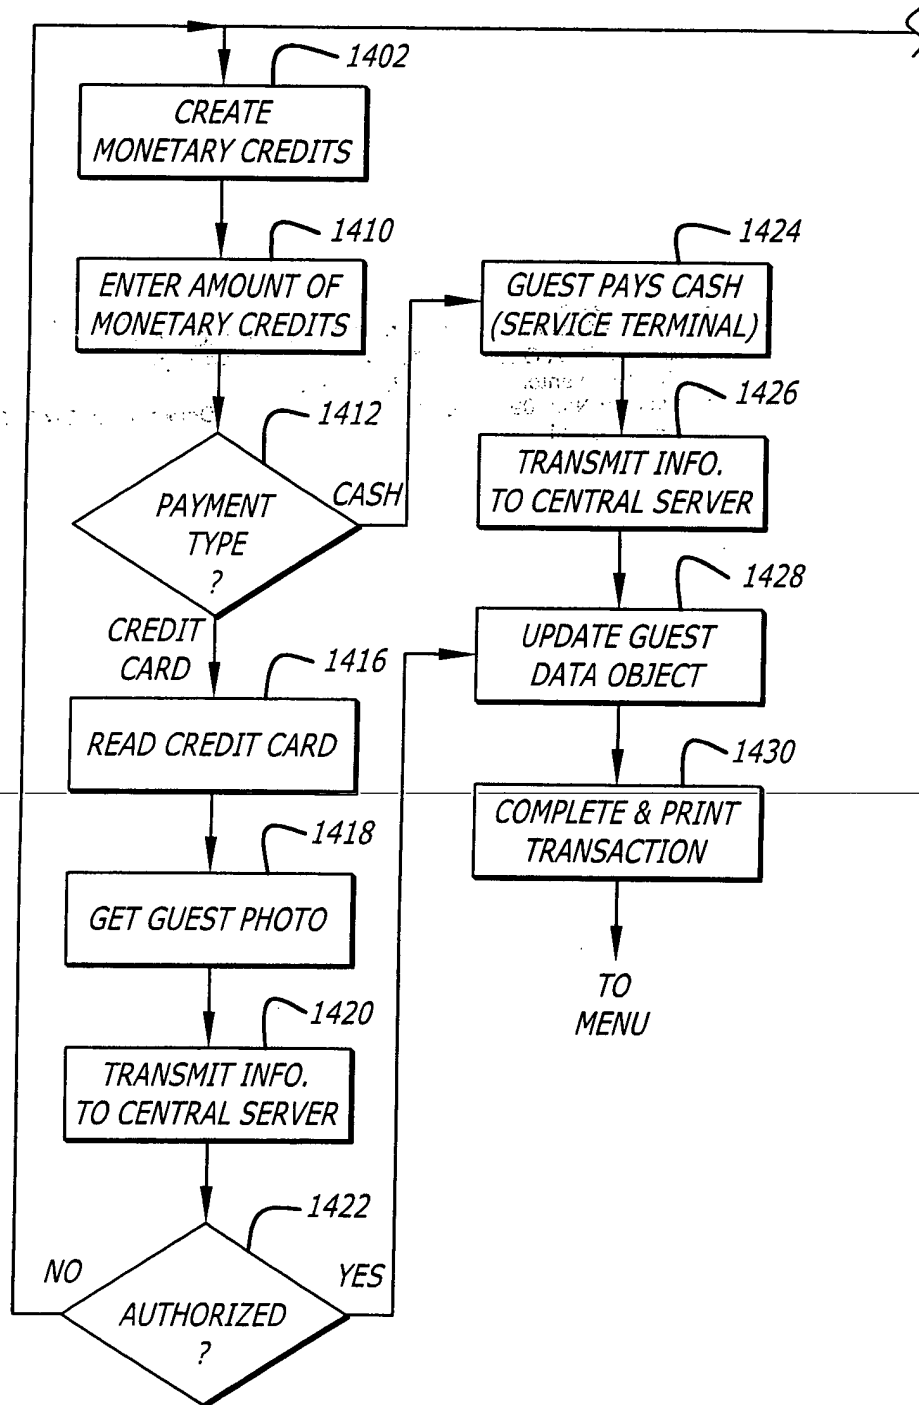 1402
CREATE
MONETARY CREDITS
1410
ENTER AMOUNT OF
MONETARY CREDITS
1412
PAYMENT
TYPE
?
CASH
CREDIT
CARD
1416
READ CREDIT CARD
1418
GET GUEST PHOTO
1420
TRANSMIT INFO.
TO CENTRAL SERVER
1422
AUTHORIZED
?
NO
YES
1424
GUEST PAYS CASH
(SERVICE TERMINAL)
1426
TRANSMIT INFO.
TO CENTRAL SERVER
1428
UPDATE GUEST
DATA OBJECT
1430
COMPLETE & PRINT
TRANSACTION
TO
MENU